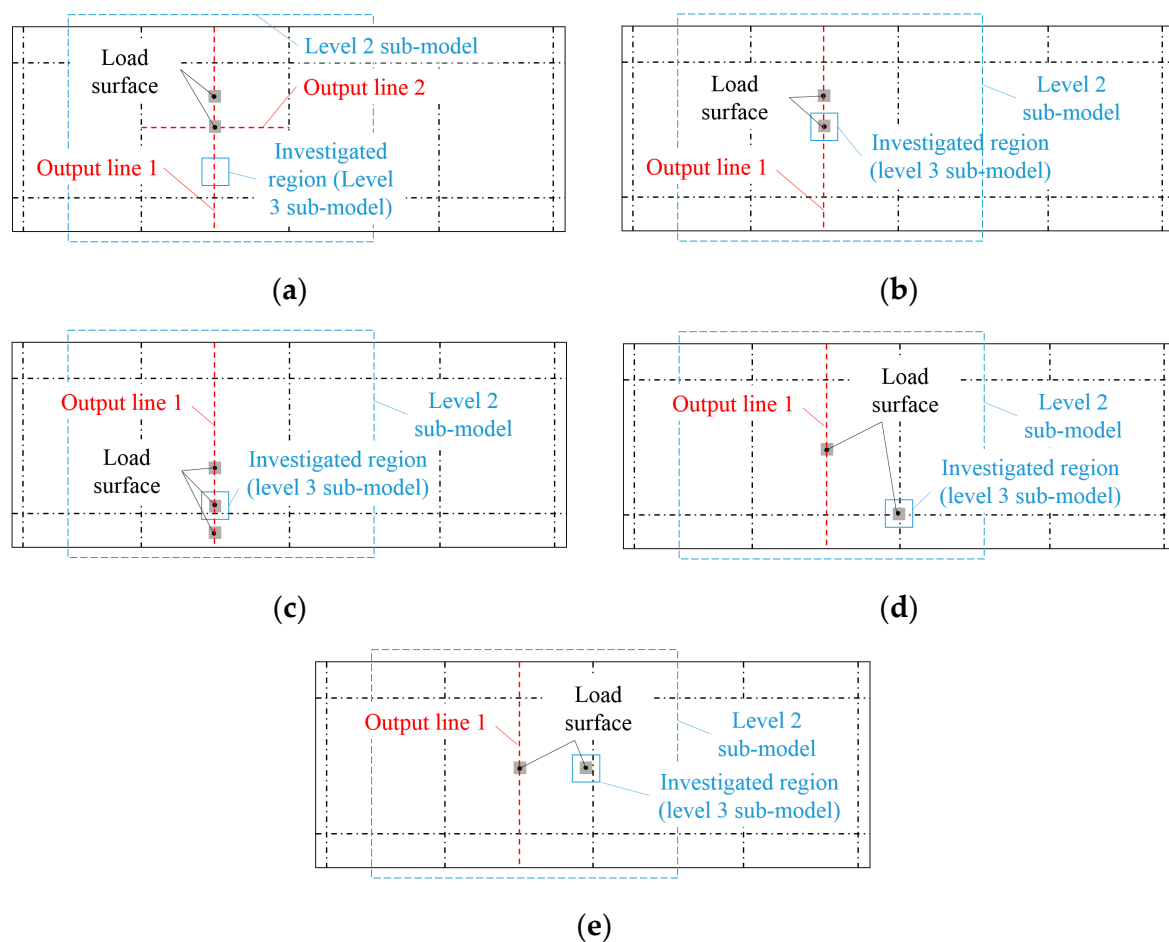 Load
surface
Level 2 sub-model
Output line 2
Output line 1
Investigated
region (Level
3 sub-model)
(a)
Load
surface
Level 2
sub-model
Investigated region
(level 3 sub-model)
Output line 1
(b)
Output line 1
Level 2
sub-model
Load
surface
Investigated region
(level 3 sub-model)
(c)
Load
surface
Output line 1
Level 2
sub-model
Investigated region
(level 3 sub-model)
(d)
Load
surface
Output line 1
Level 2
sub-model
Investigated region
(level 3 sub-model)
(e)